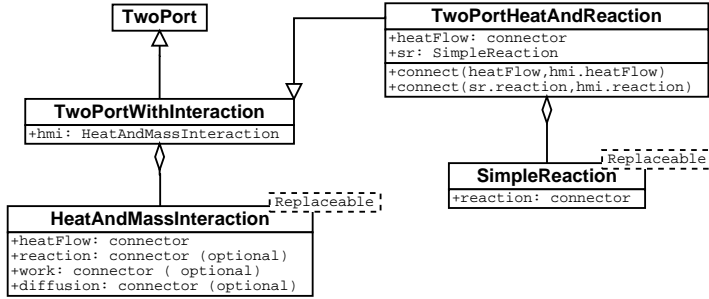 TwoPort
TwoPortHeatAndReaction
+heatFlow: connector
+sr: SimpleReaction
+connect(heatFlow,hmi.heatFlow)
+connect(sr.reaction,hmi.reaction)
TwoPortWithInteraction
+hmi: HeatAndMassInteraction
Replaceable
SimpleReaction
+reaction: connector
Replaceable
HeatAndMassInteraction
+heatFlow: connector
+reaction: connector (optional)
+work: connector ( optional)
+diffusion: connector (optional)